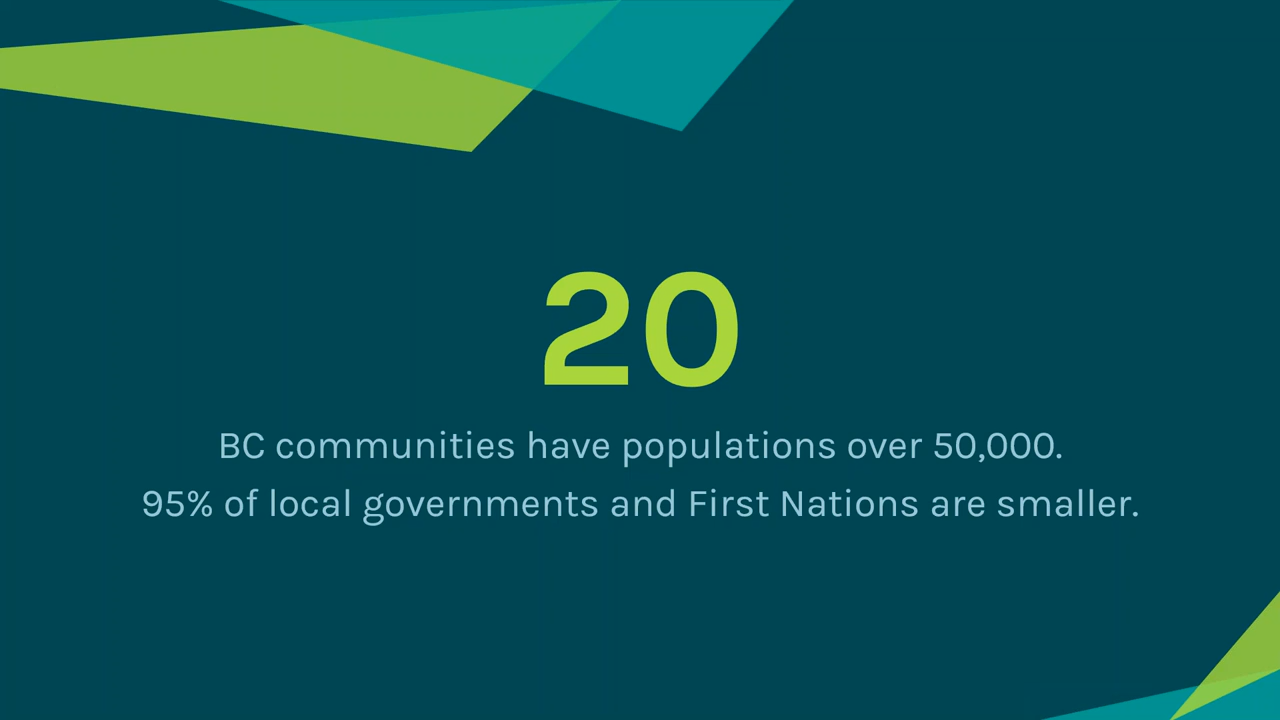 20
BC communities have populations over 50,000.
95% of local governments and First Nations are smaller.